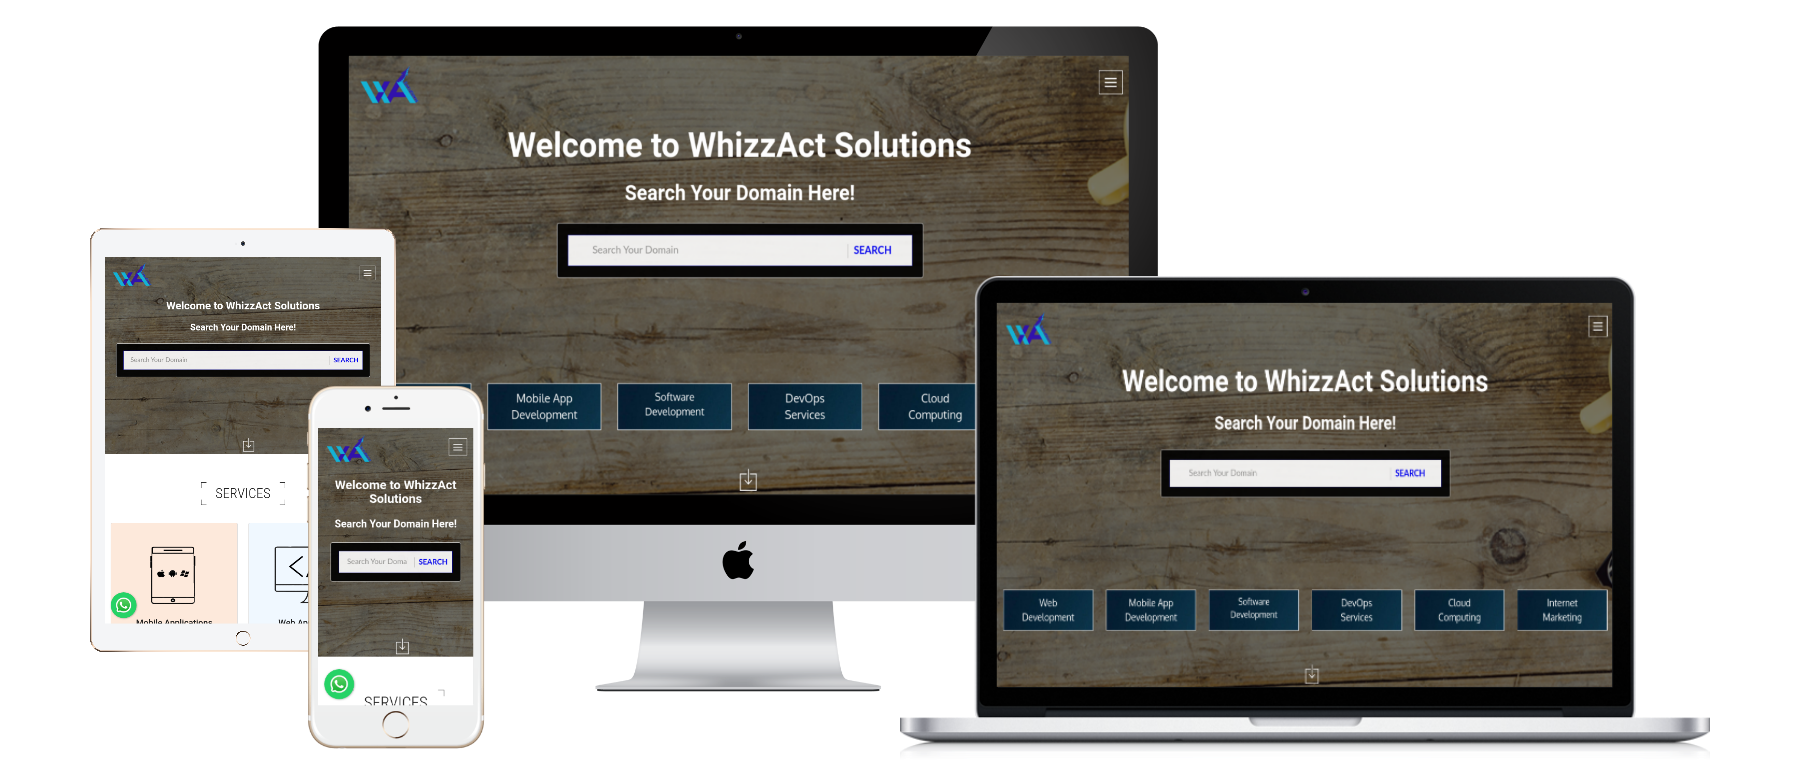 WA
Welcome to WhizzAct Solutions
Search Your Domain Here!
Search Your Domain
SEARCH
Mobile App
Development
Software
Development
DevOps
Services
Cloud
Computing
WA
Welcome to WhizzAct Solutions
Search Your Domain Here!
Search Your Domain
SEARCH
SERVICES
Mobile Applications
Web Ap
WA
Welcome to WhizzAct
Solutions
Search Your Domain Here!
Search Your Doma
SEARCH
SERVICES
WA
Welcome to WhizzAct Solutions
Search Your Domain Here!
Search Your Domain
SEARCH
Web
Development
Mobile App
Development
Software
Development
DevOps
Services
Cloud
Computing
Internet
Marketing